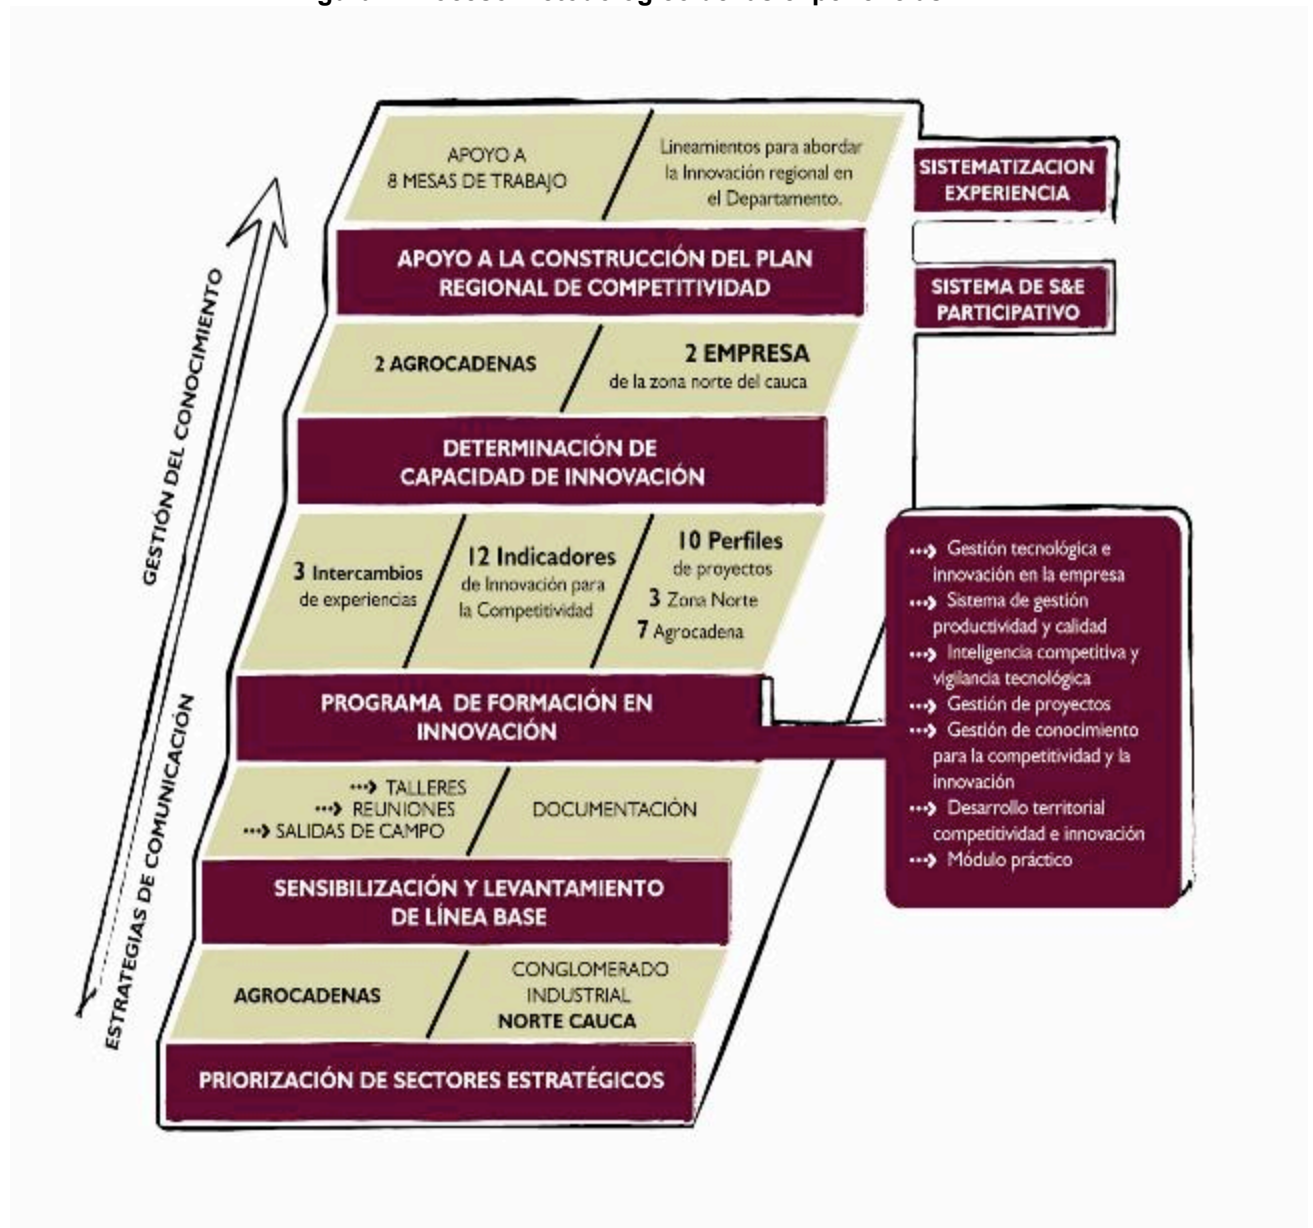 APOYO A
8 MESAS DE TRABAJO
Lineamientos para abordar
la Innovación regional en
el Departamento.
SISTEMATIZACION
EXPERIENCIA
APOYO A LA CONSTRUCCIÓN DEL PLAN
REGIONAL DE COMPETITIVIDAD
SISTEMA DE S&E
PARTICIPATIVO
2 AGROCADENAS
2 EMPRESA
de la zona norte del cauca
DETERMINACIÓN DE
CAPACIDAD DE INNOVACIÓN
3 Intercambios
de experiencias
12 Indicadores
de Innovación para
la Competitividad
10 Perfiles
de proyectos
3 Zona Norte
7 Agrocadena
PROGRAMA DE FORMACIÓN EN
INNOVACIÓN
Gestión tecnológica e
innovación en la empresa
Sistema de gestión
productividad y calidad
Inteligencia competitiva y
vigilancia tecnológica
Gestión de proyectos
Gestión de conocimiento
para la competitividad y la
innovación
Desarrollo territorial
competitividad e innovación
Módulo práctico
TALLERES
REUNIONES
SALIDAS DE CAMPO
DOCUMENTACIÓN
SENSIBILIZACIÓN Y LEVANTAMIENTO
DE LÍNEA BASE
AGROCADENAS
CONGLOMERADO
INDUSTRIAL
NORTE CAUCA
PRIORIZACIÓN DE SECTORES ESTRATÉGICOS
GESTIÓN DEL CONOCIMIENTO
ESTRATEGIAS DE COMUNICACIÓN